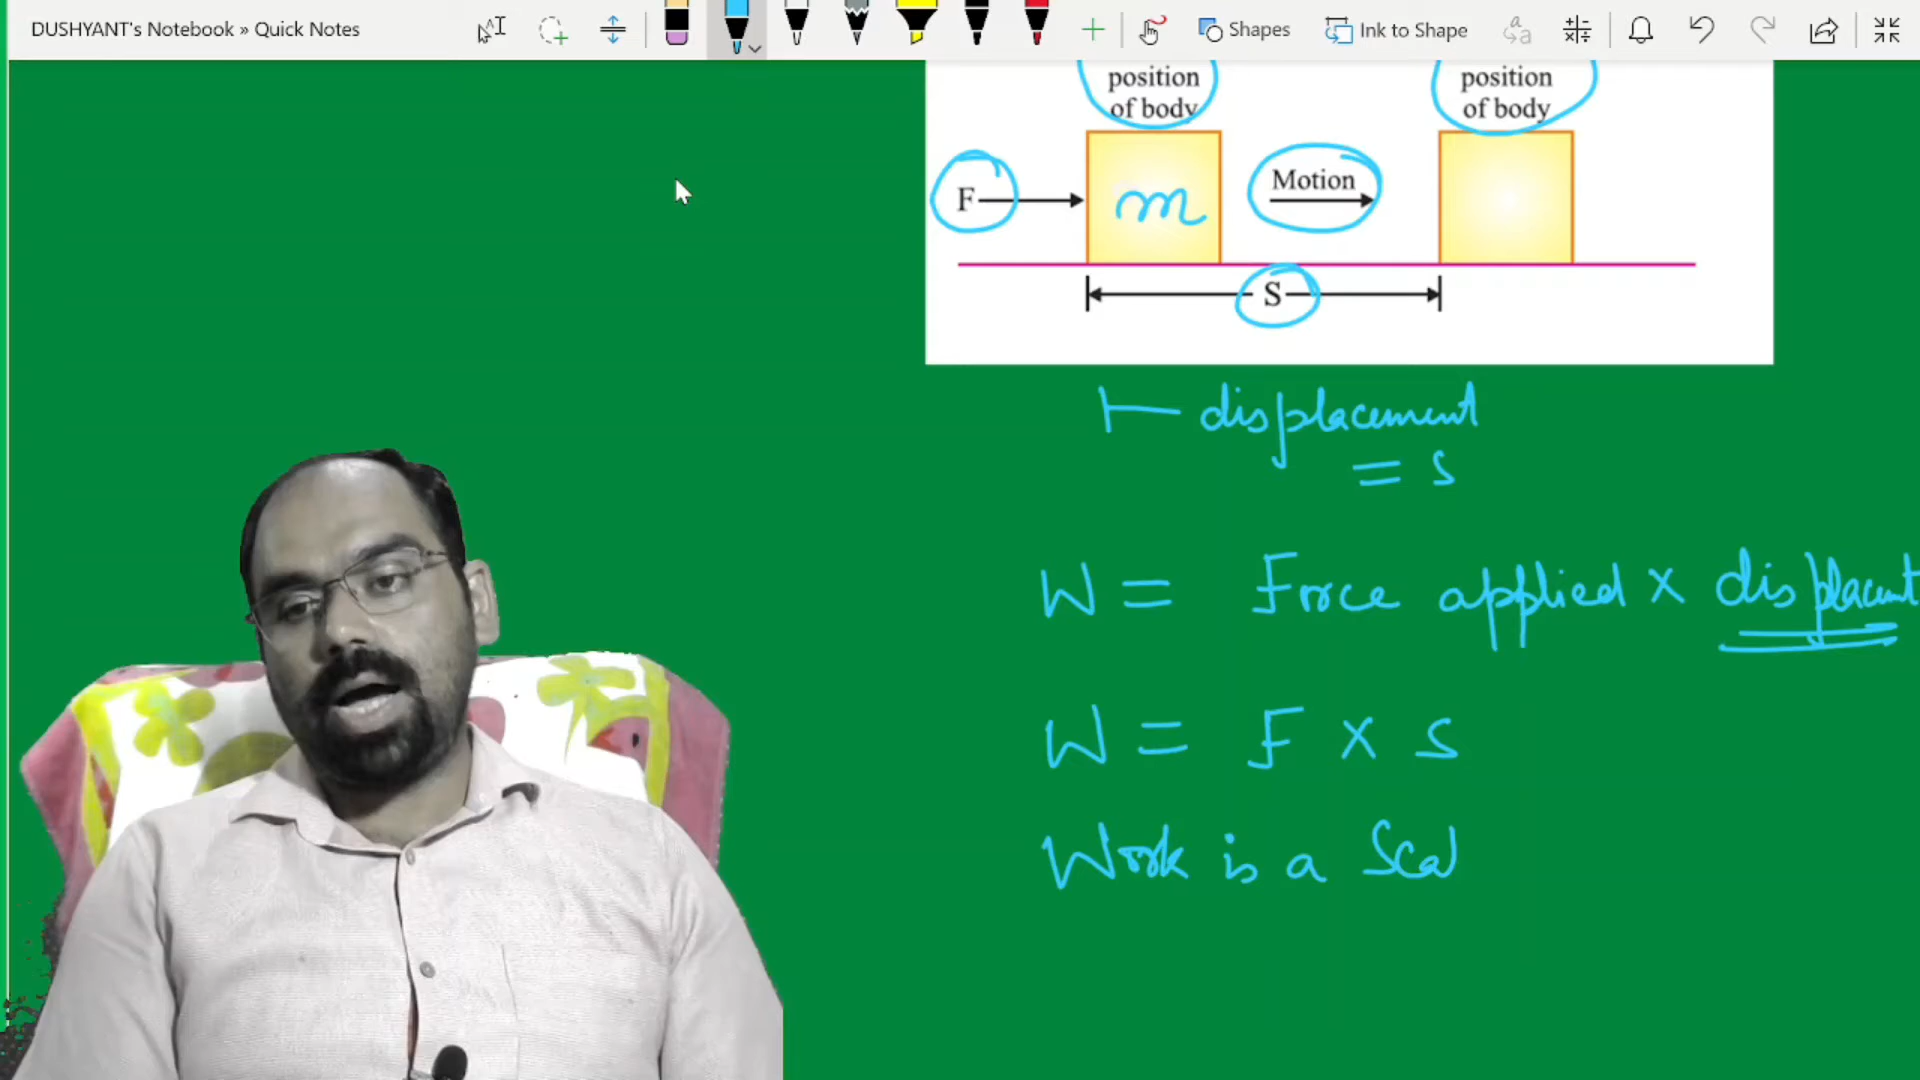 DUSHYANT's Notebook » Quick Notes
Shapes
Ink to Shape
position
of body
position
of body
F
m
Motion
S
displacement
= s
W = Force applied × displacemt
W = F × s
Work is a Scal